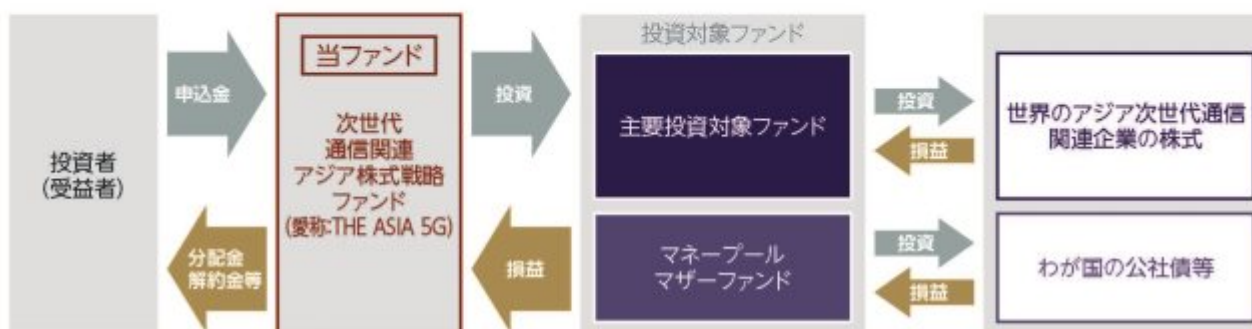 投資者
(受益者)
申込金
分配金
解約金等
当ファンド
次世代
通信関連
アジア株式戦略
ファンド
(愛称:THE ASIA 5G)
投資
損益
投資対象ファンド
主要投資対象ファンド
マネープール
マザーファンド
投資
損益
投資
損益
世界のアジア次世代通信
関連企業の株式
わが国の公社債等